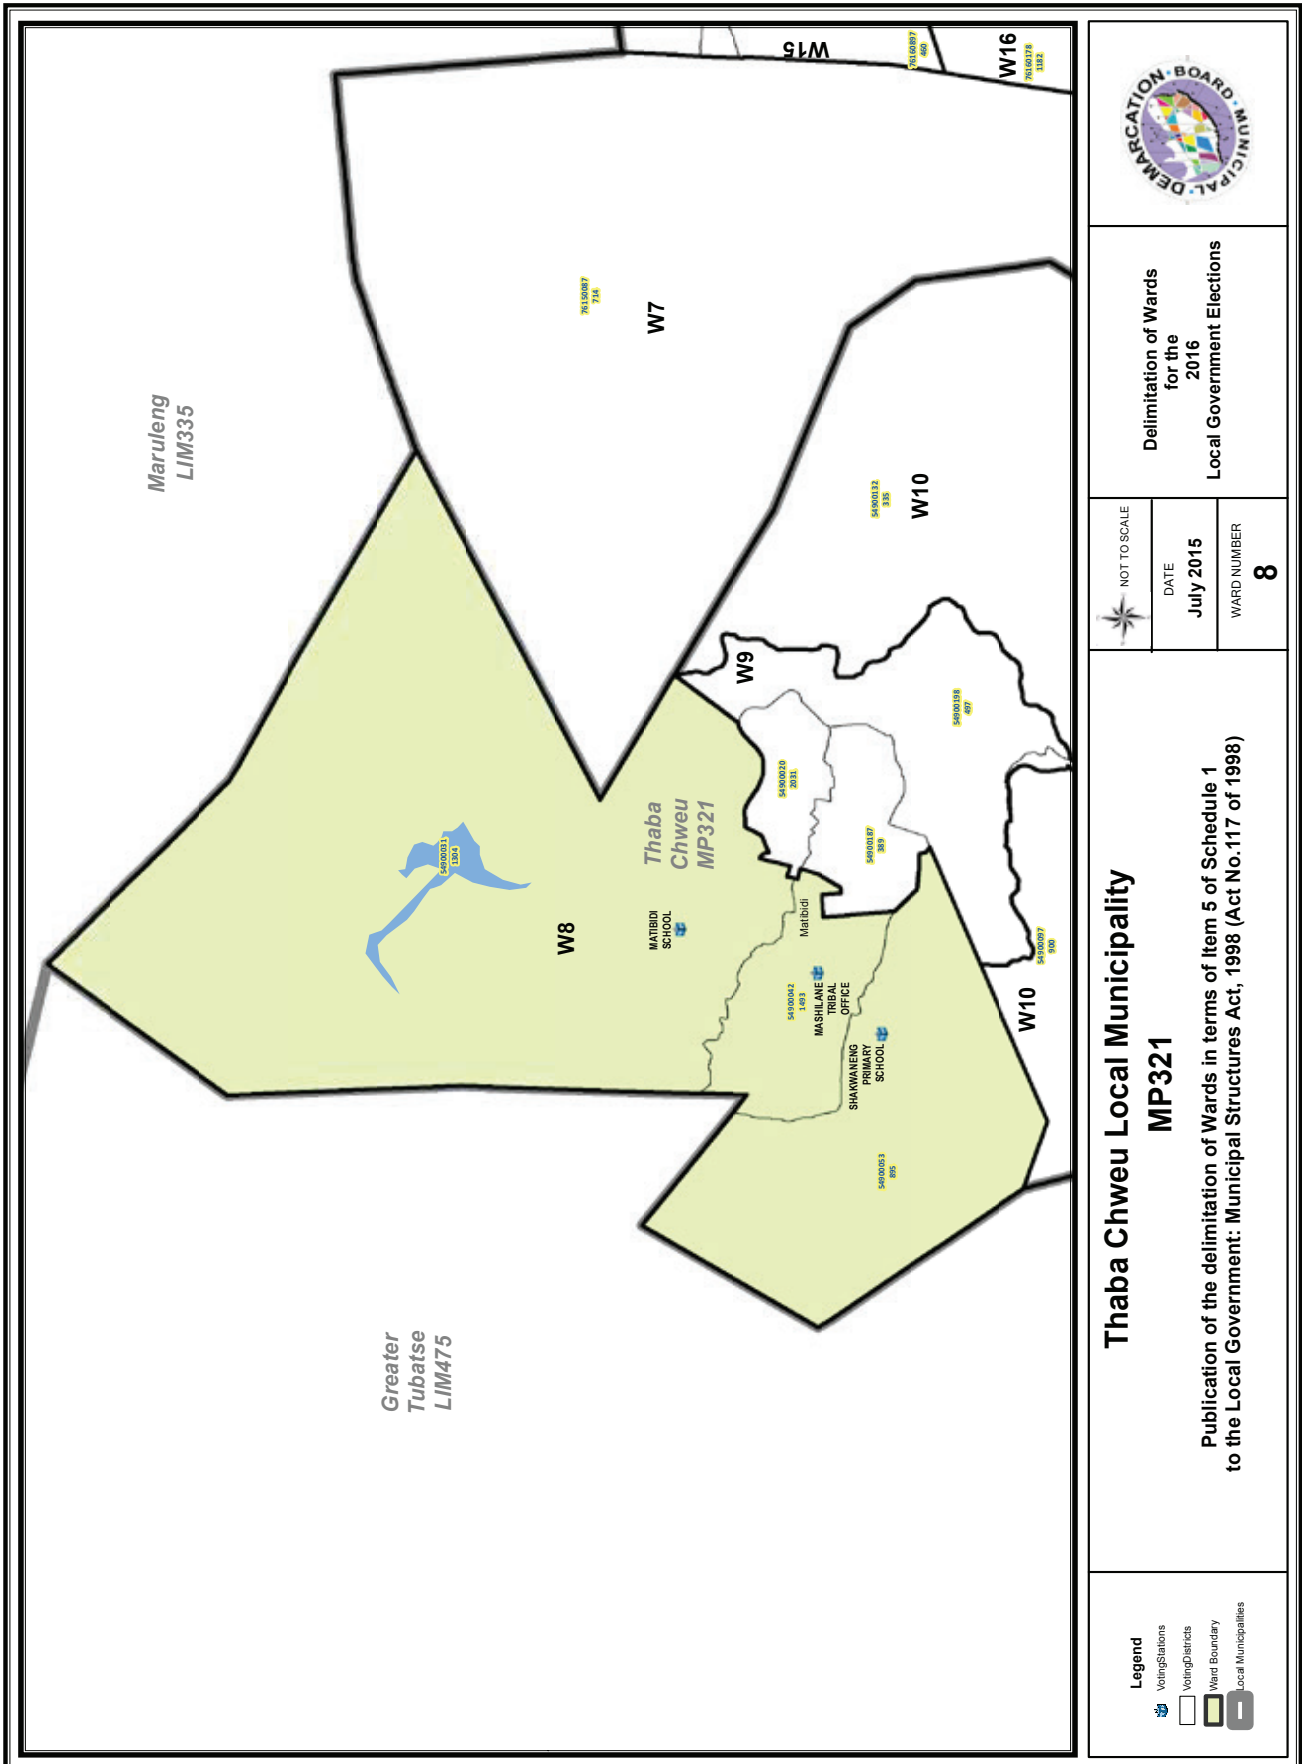 Maruleng
LIM335
Greater
Tubatse
LIM475
Thaba
Chweu
MP321
W15
W16
W7
W10
W9
W8
W10
76160897
460
76160178
1182
76150087
714
54900132
335
54900198
497
54900020
2031
54900187
389
54900031
1304
54900097
900
54900042
1493
54900053
895
MATIBIDI
SCHOOL
Matibidi
MASHILANE
TRIBAL
OFFICE
SHAKWANENG
PRIMARY
SCHOOL
Legend
VotingStations
VotingDistricts
Ward Boundary
Local Municipalities
Thaba Chweu Local Municipality
MP321
Publication of the delimitation of Wards in terms of Item 5 of Schedule 1
to the Local Government: Municipal Structures Act, 1998 (Act No.117 of 1998)
NOT TO SCALE
DATE
July 2015
WARD NUMBER
8
Delimitation of Wards
for the
2016
Local Government Elections
MUNICIPAL · DEMARCATION · BOARD ·